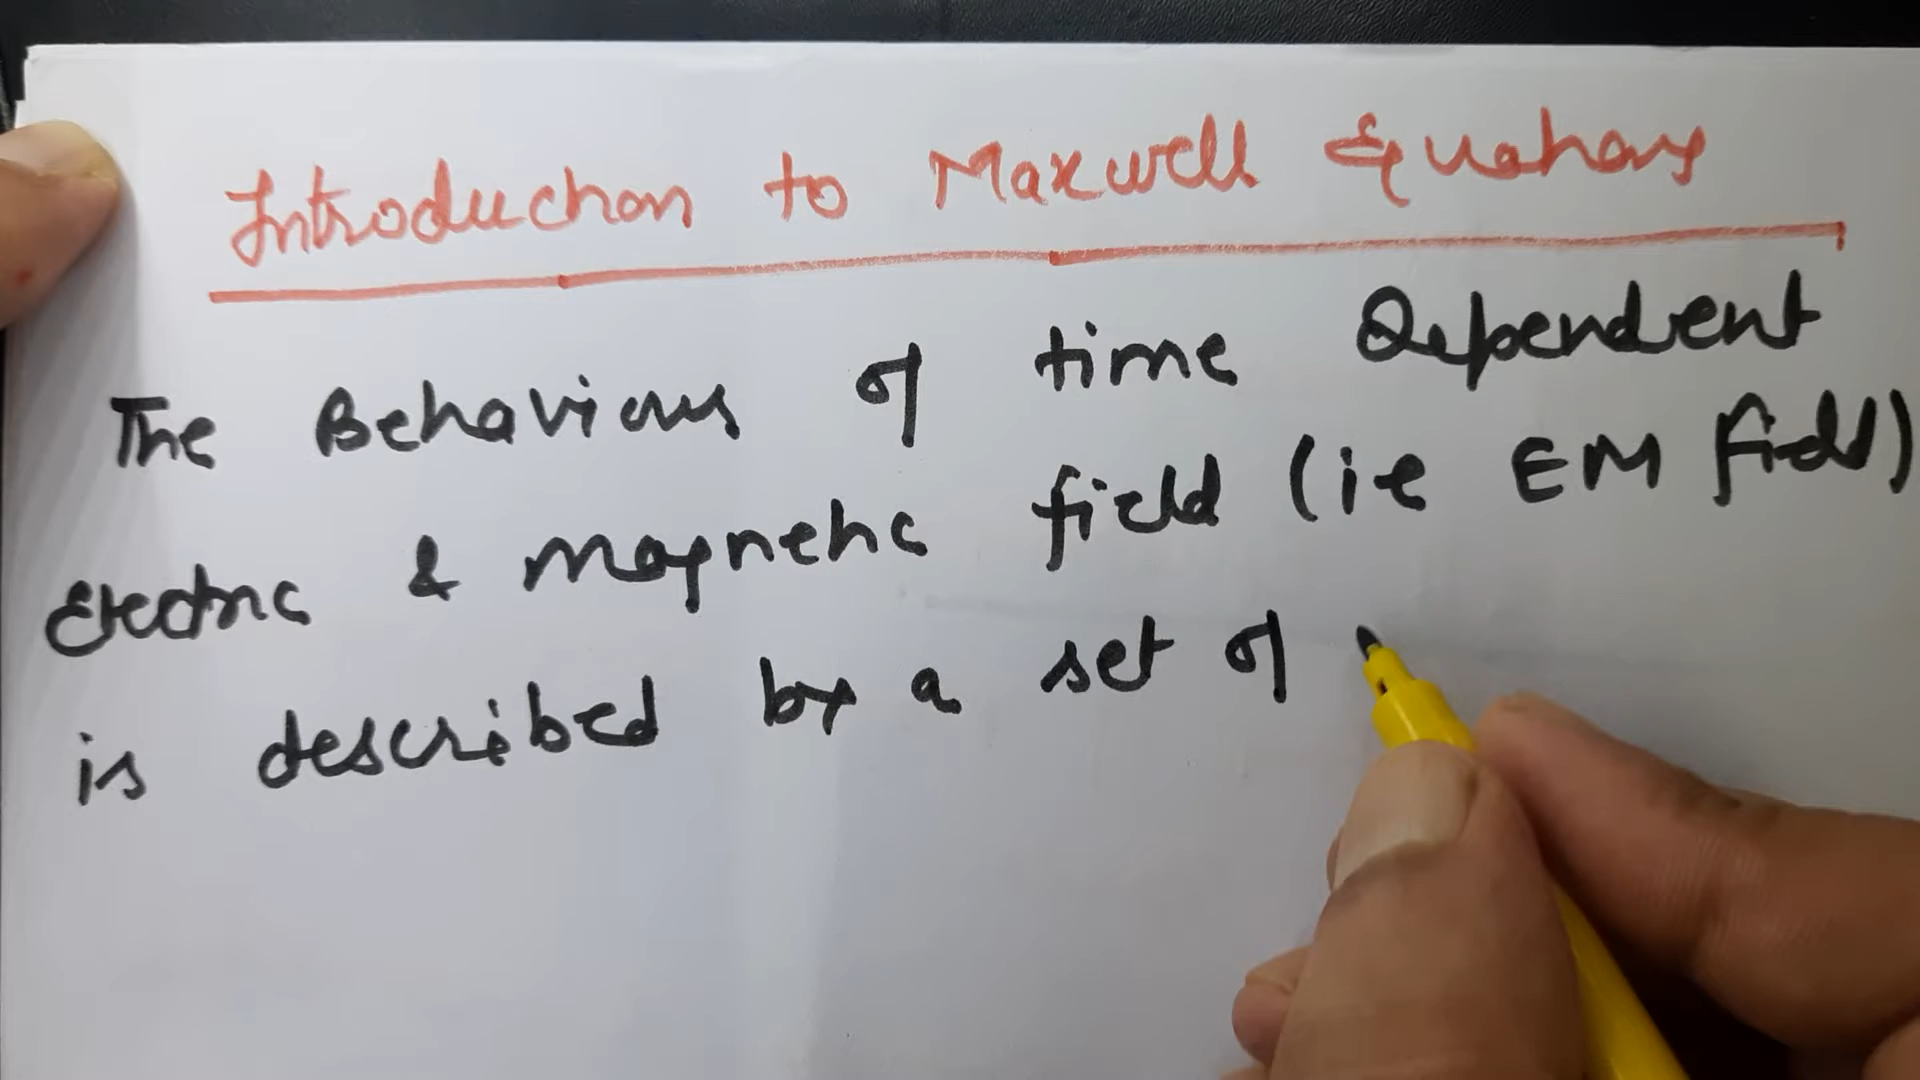 Introduction to Maxwell Equations
The Behaviour of time Dependent
Electric & magnetic field (ie EM field)
is described by a set of